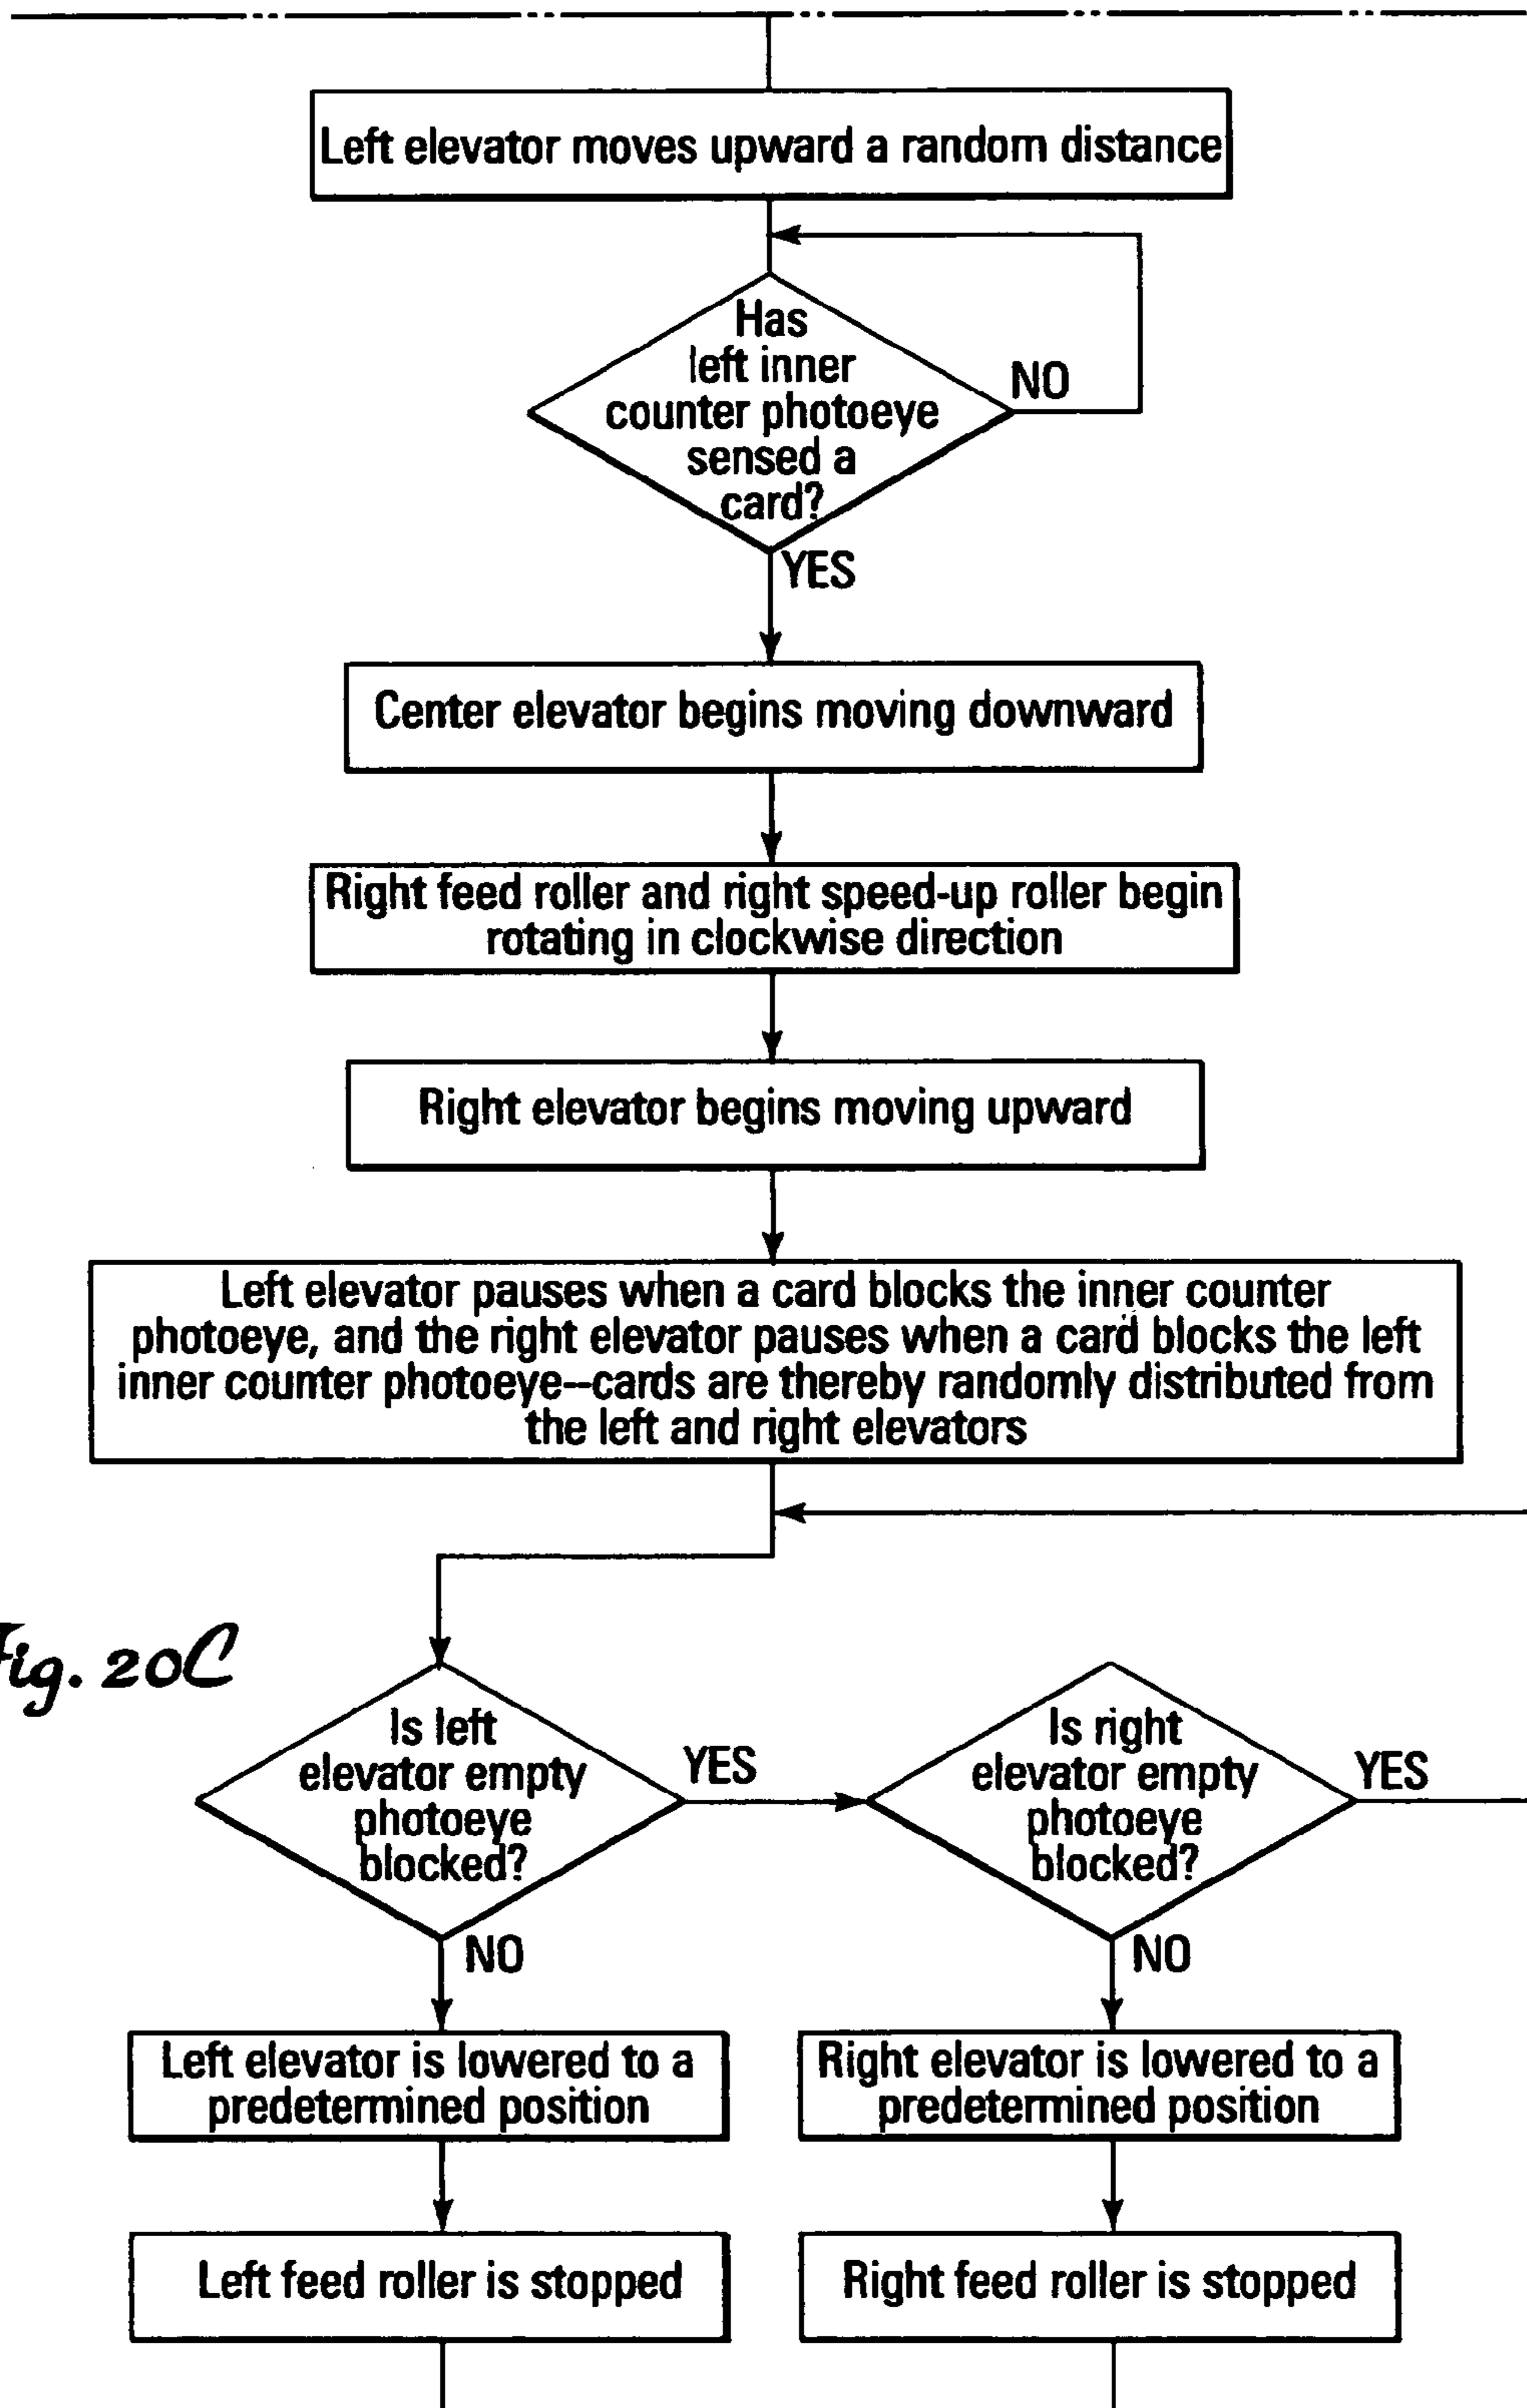 Left elevator moves upward a random distance
Has
left inner
counter photoeye
sensed a
card?
NO
YES
Center elevator begins moving downward
Right feed roller and right speed-up roller begin
rotating in clockwise direction
Right elevator begins moving upward
Left elevator pauses when a card blocks the inner counter
photoeye, and the right elevator pauses when a card blocks the left
inner counter photoeye--cards are thereby randomly distributed from
the left and right elevators
Fig. 20C
Is left
elevator empty
photoeye
blocked?
YES
NO
Is right
elevator empty
photoeye
blocked?
YES
NO
Left elevator is lowered to a
predetermined position
Right elevator is lowered to a
predetermined position
Left feed roller is stopped
Right feed roller is stopped